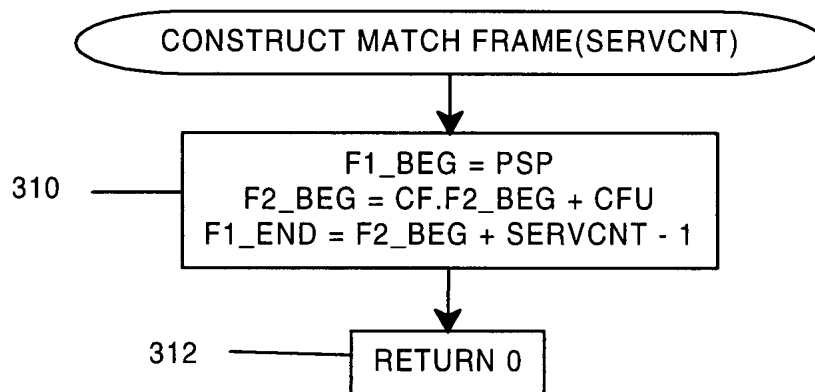 CONSTRUCT MATCH FRAME(SERVCNT)
310
F1_BEG = PSP
F2_BEG = CF.F2_BEG + CFU
F1_END = F2_BEG + SERVCNT - 1
312
RETURN 0